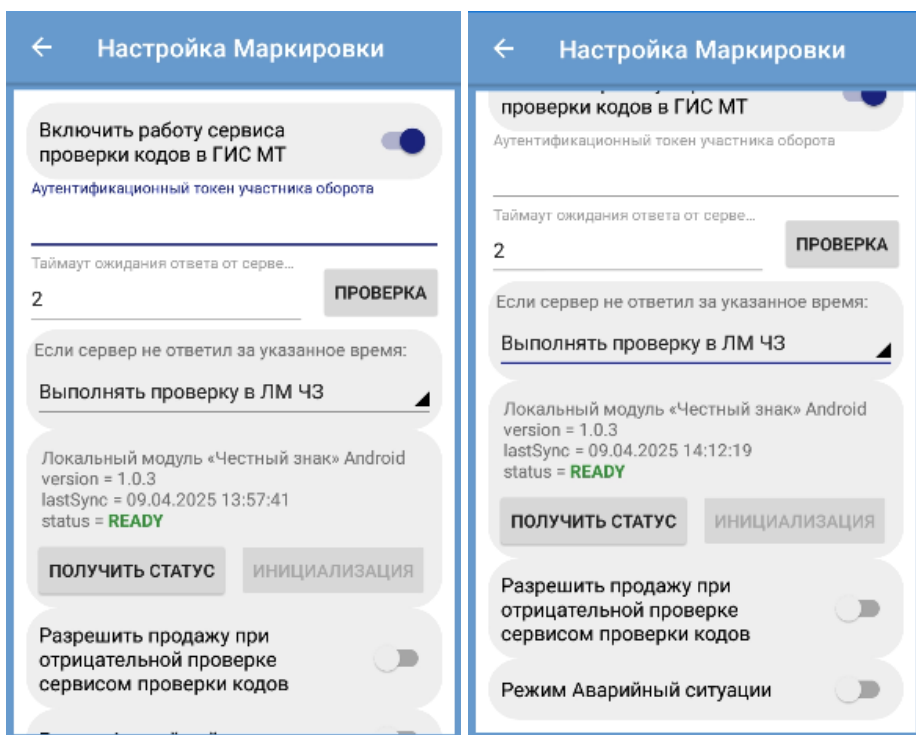 Настройка Маркировки
Включить работу сервиса
проверки кодов в ГИС МТ
Аутентификационный токен участника оборота
Таймаут ожидания ответа от серве...
2
ПРОВЕРКА
Если сервер не ответил за указанное время:
Выполнять проверку в ЛМ ЧЗ
Локальный модуль «Честный знак» Android
version = 1.0.3
lastSync = 09.04.2025 13:57:41
status = READY
ПОЛУЧИТЬ СТАТУС
ИНИЦИАЛИЗАЦИЯ
Разрешить продажу при
отрицательной проверке
сервисом проверки кодов
Настройка Маркировки
проверки кодов в ГИС МТ
Аутентификационный токен участника оборота
Таймаут ожидания ответа от серве...
2
ПРОВЕРКА
Если сервер не ответил за указанное время:
Выполнять проверку в ЛМ ЧЗ
Локальный модуль «Честный знак» Android
version = 1.0.3
lastSync = 09.04.2025 14:12:19
status = READY
ПОЛУЧИТЬ СТАТУС
ИНИЦИАЛИЗАЦИЯ
Разрешить продажу при
отрицательной проверке
сервисом проверки кодов
Режим Аварийный ситуации